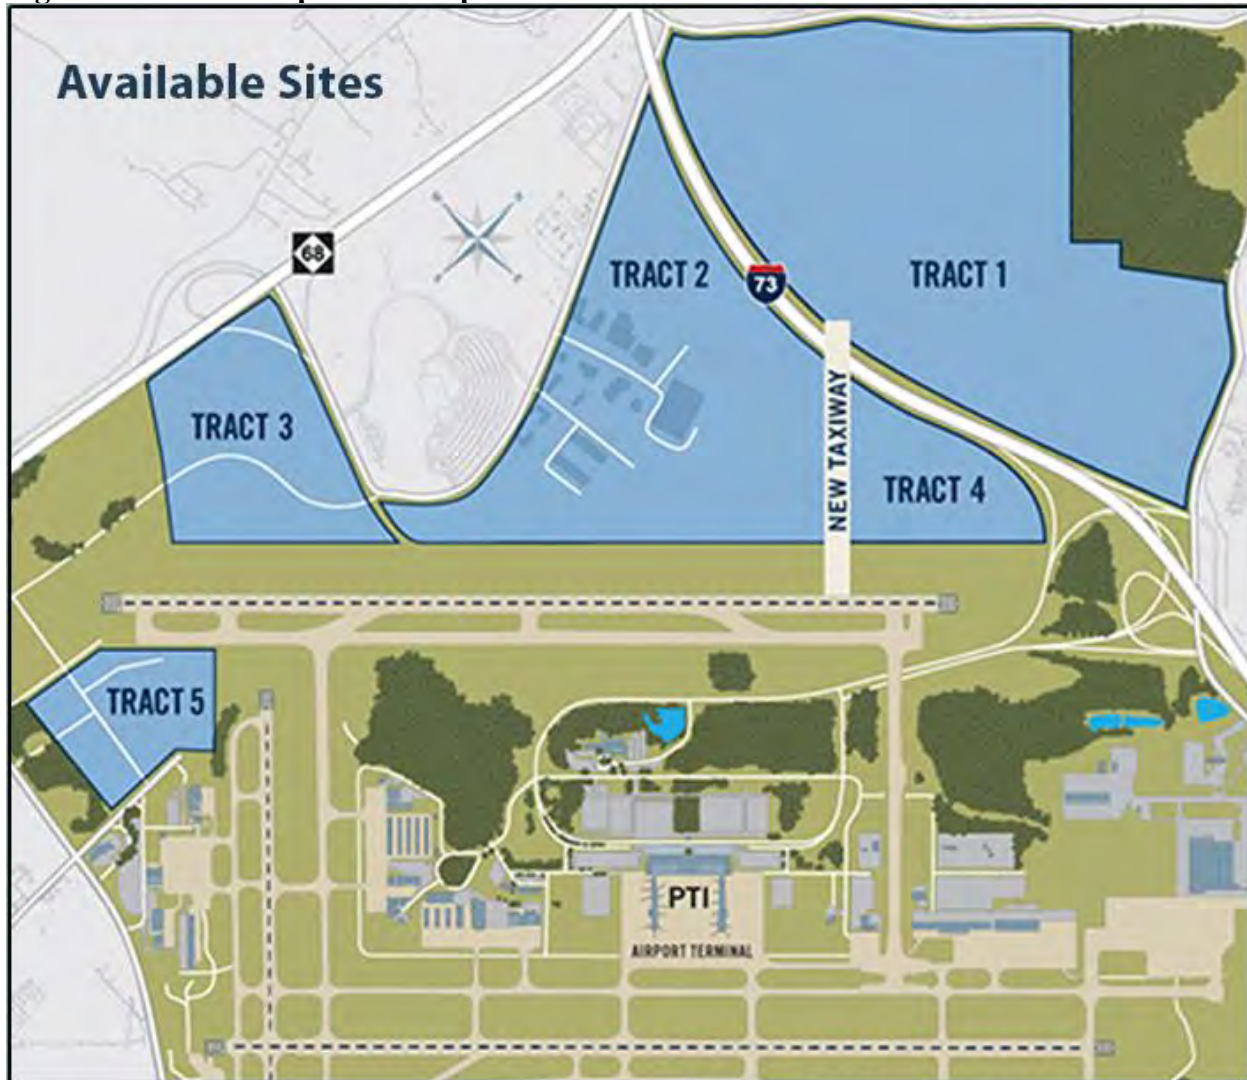 Available Sites
68
TRACT 2
73
TRACT 1
NEW TAXIWAY
TRACT 3
TRACT 4
TRACT 5
PTI
AIRPORT TERMINAL